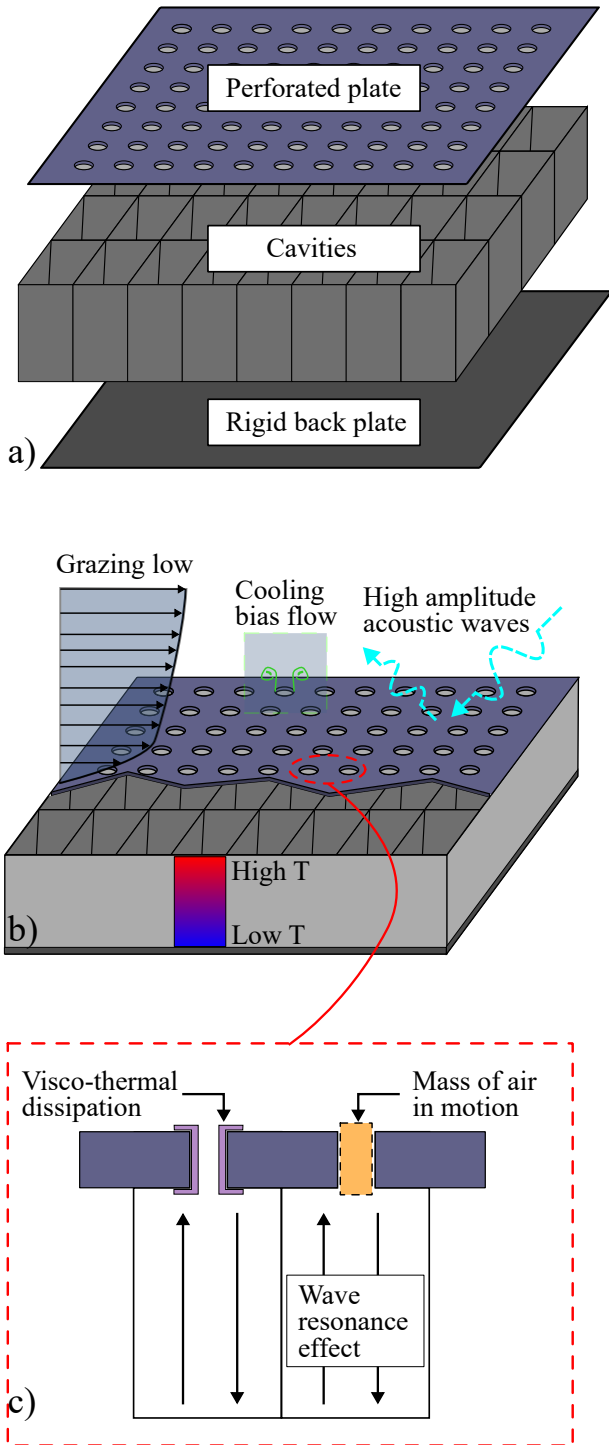 Perforated plate
Cavities
Rigid back plate
a)
Grazing low
Cooling
bias flow
High amplitude
acoustic waves
High T
Low T
b)
Visco-thermal
dissipation
Mass of air
in motion
Wave
resonance
effect
c)